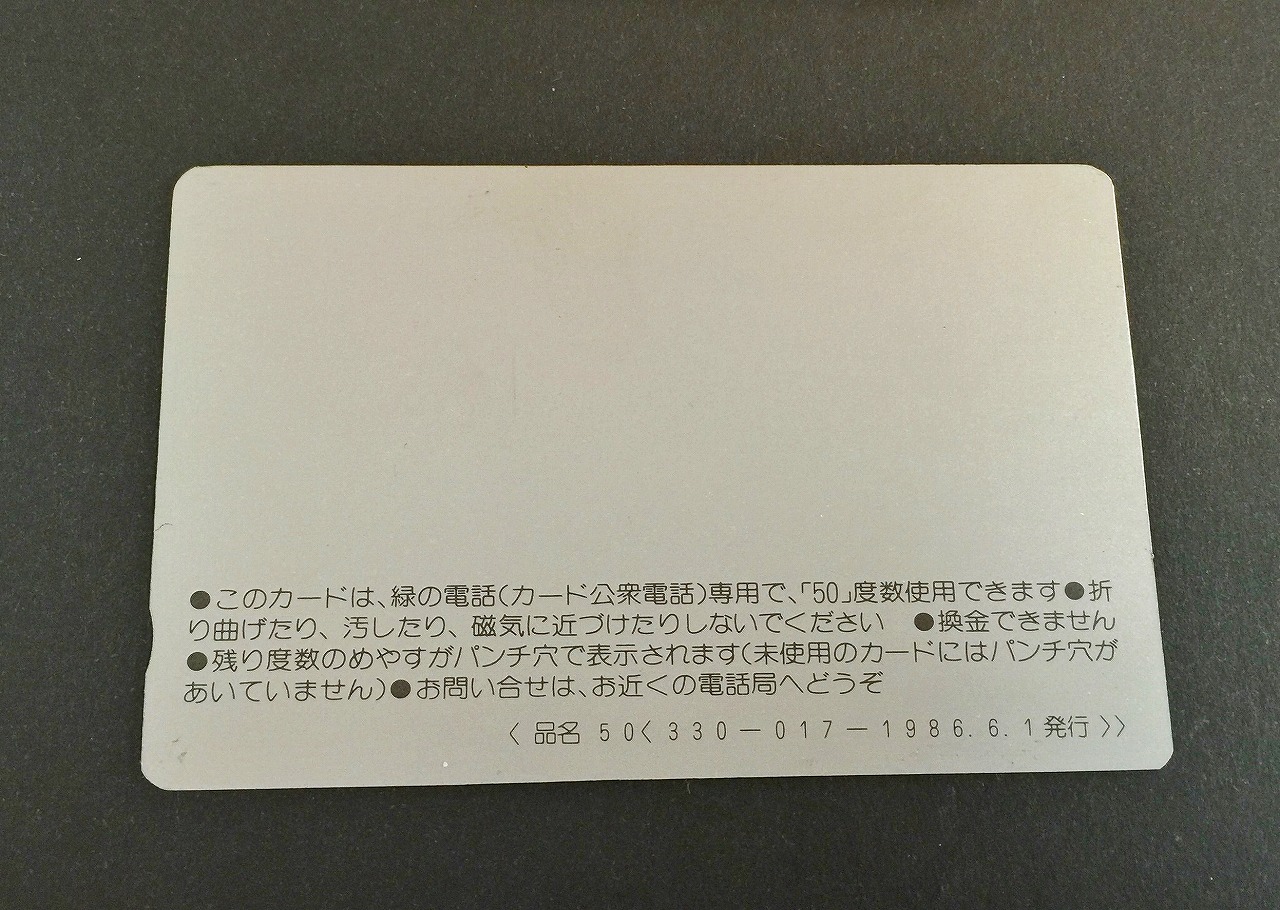 ●このカードは、緑の電話(カード公衆電話)専用で、「50」度数使用できます●折
り曲げたり、汚したり、磁気に近づけたりしないでください　●換金できません
●残り度数のめやすがパンチ穴で表示されます(未使用のカードにはパンチ穴が
あいていません)●お問い合せは、お近くの電話局へどうぞ
〈品名 50〈330－017－1986.6.1発行〉〉